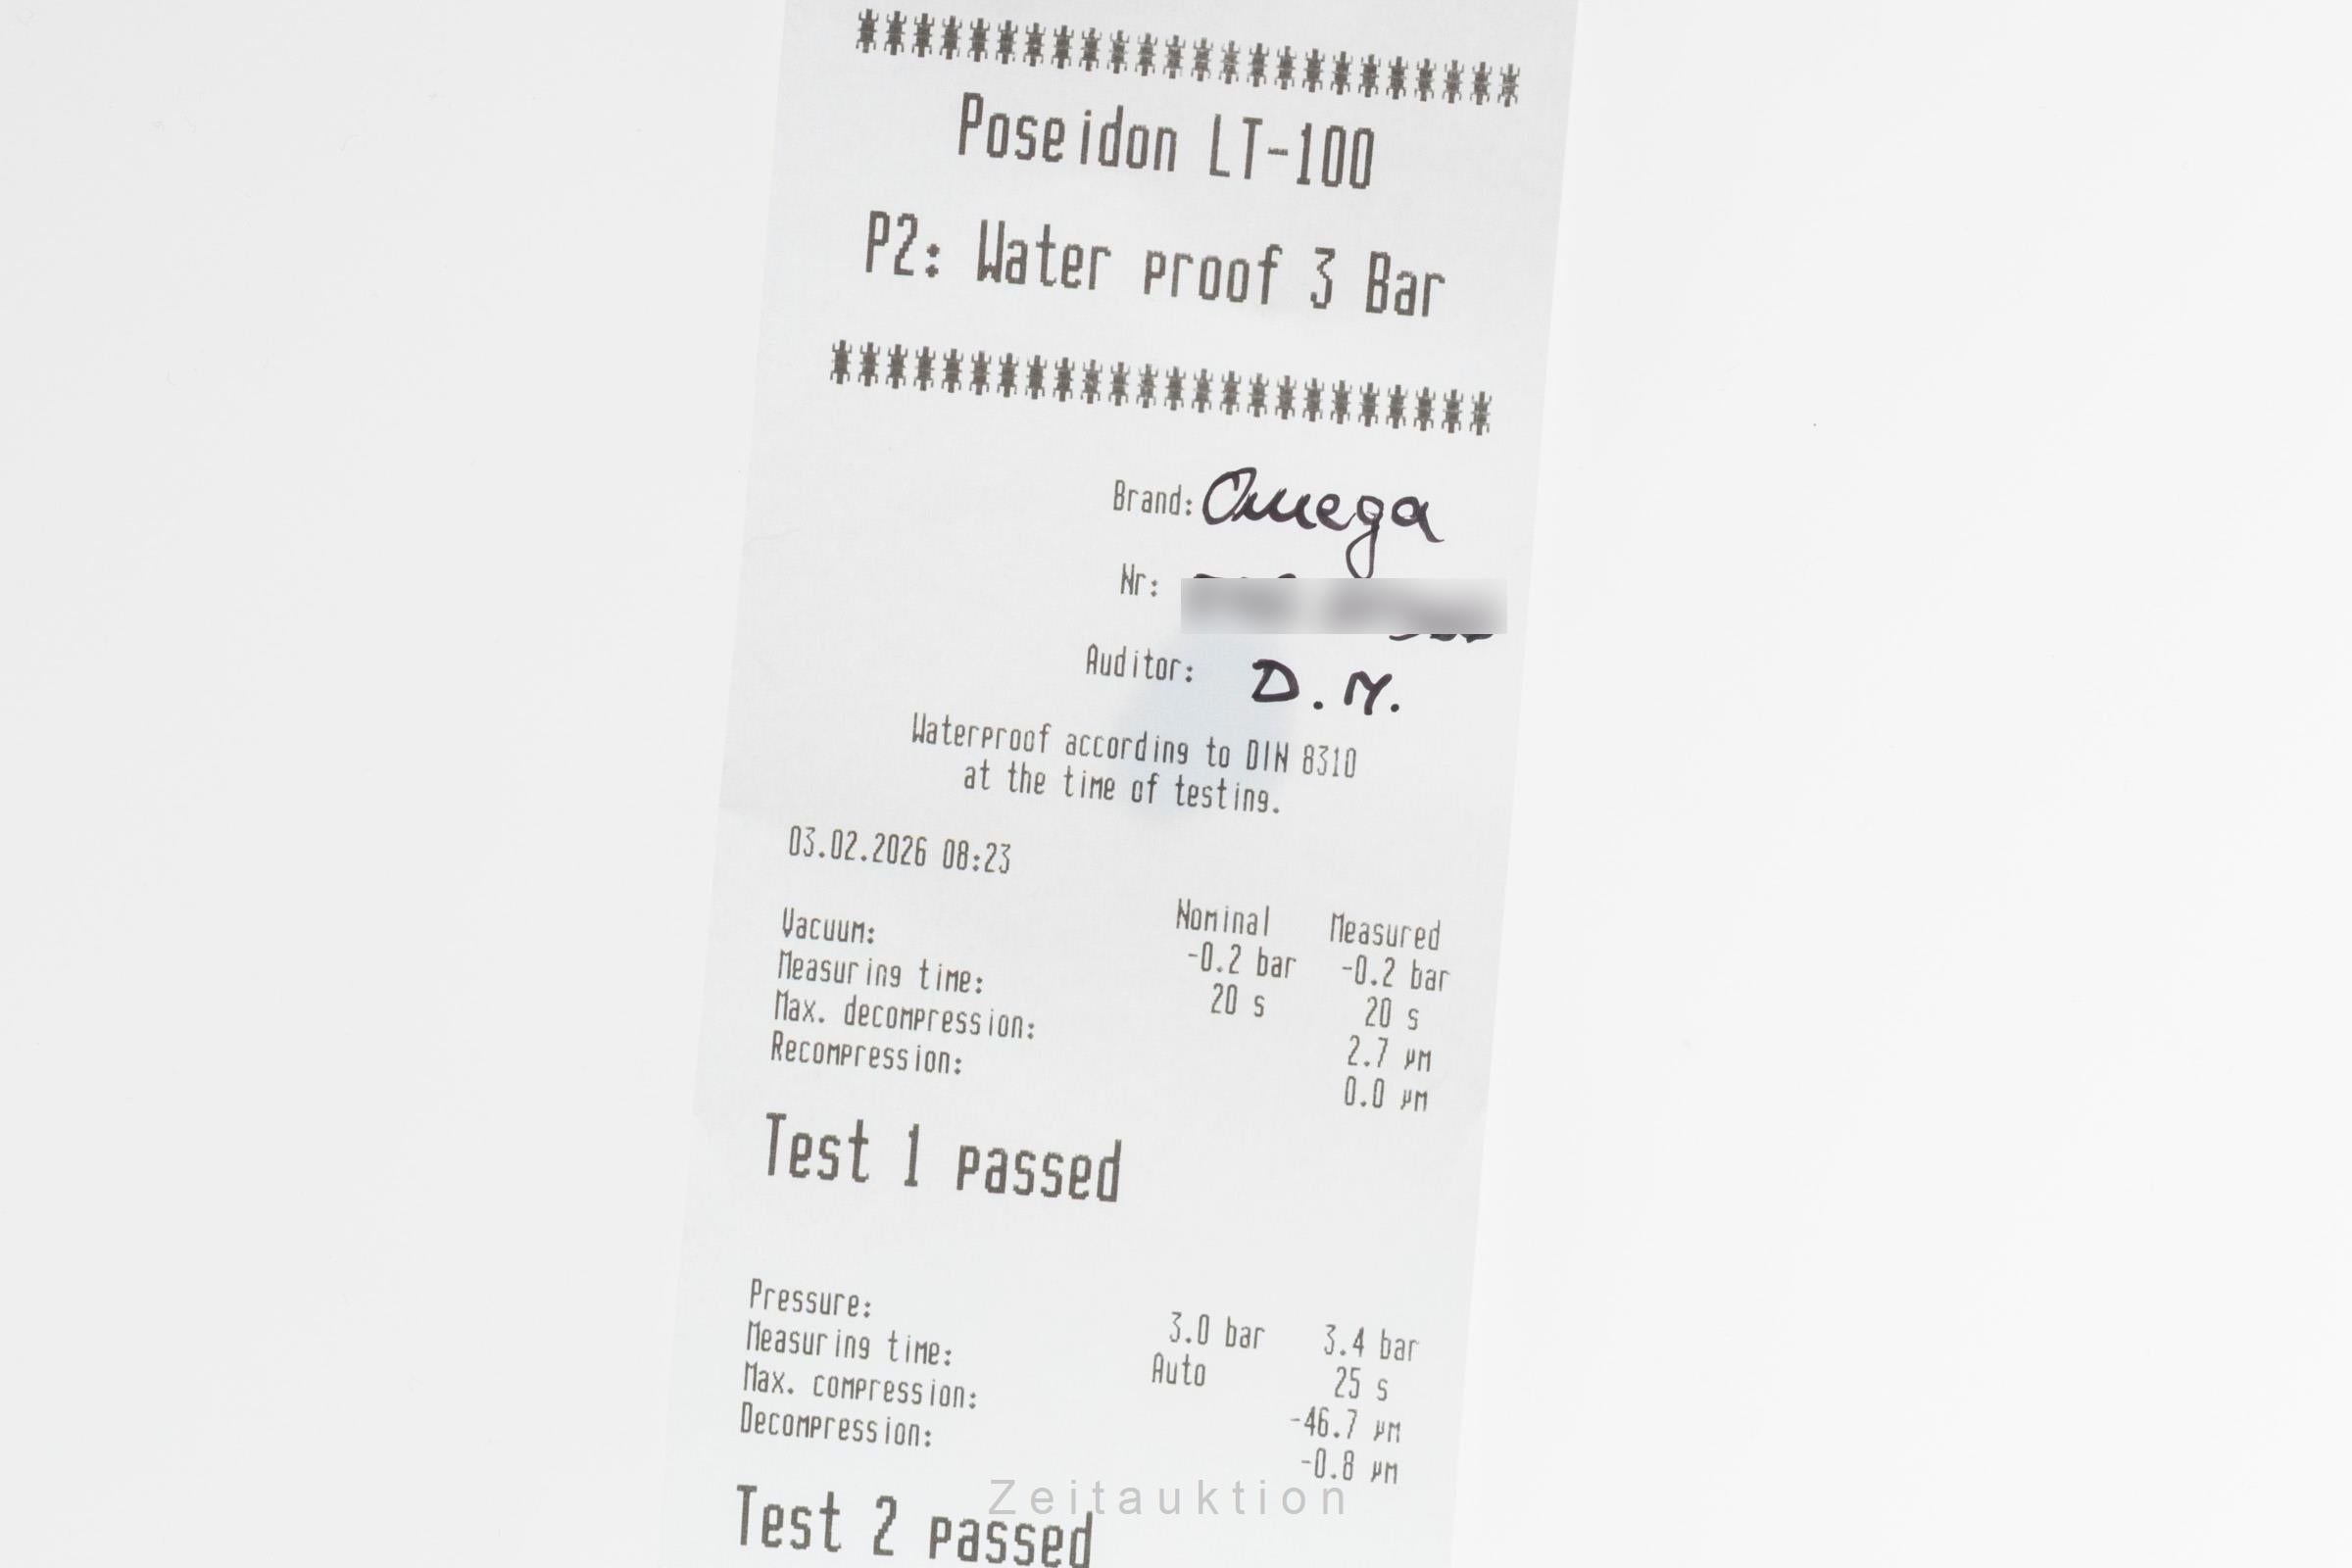 ************************
Poseidon LT-100
P2: Water proof 3 Bar
************************
Brand: Omega
Nr:
Auditor: D.M.
Waterproof according to DIN 8310
at the time of testing.
03.02.2026 08:23
Nominal Measured
Vacuum: -0.2 bar -0.2 bar
Measuring time: 20 s 20 s
Max. decompression: 2.7 µm
Recompression: 0.0 µm
Test 1 passed
Pressure: 3.0 bar 3.4 bar
Measuring time: Auto 25 s
Max. compression: -46.7 µm
Decompression: -0.8 µm
Zeitauktion
Test 2 passed